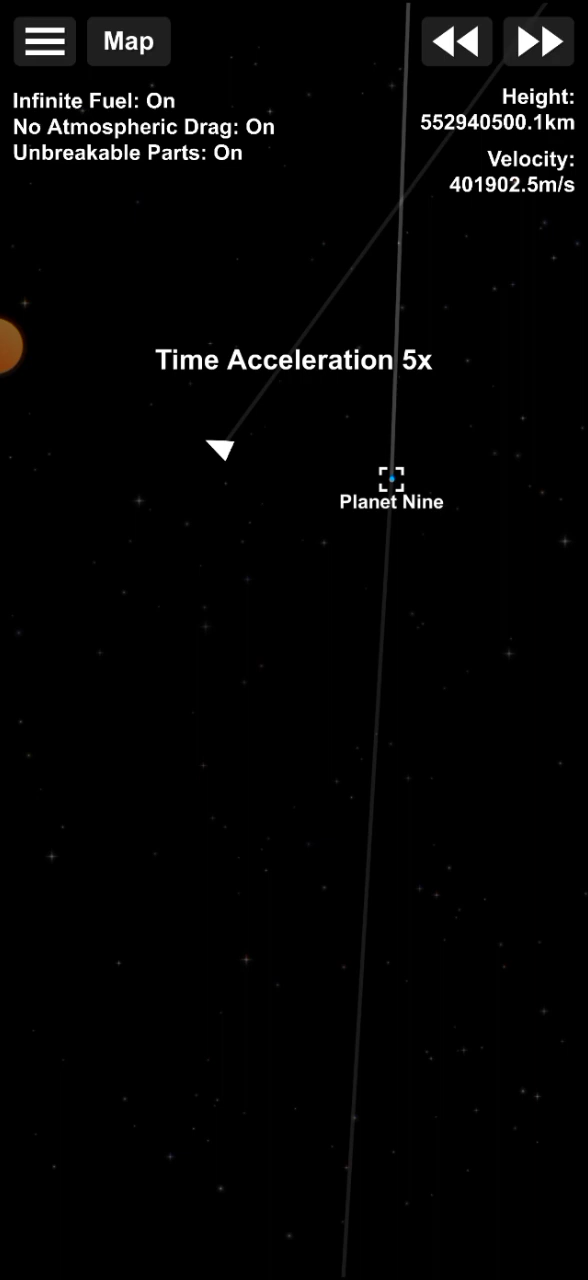 Map
Infinite Fuel: On
No Atmospheric Drag: On
Unbreakable Parts: On
Height:
552940500.1km
Velocity:
401902.5m/s
Time Acceleration 5x
Planet Nine